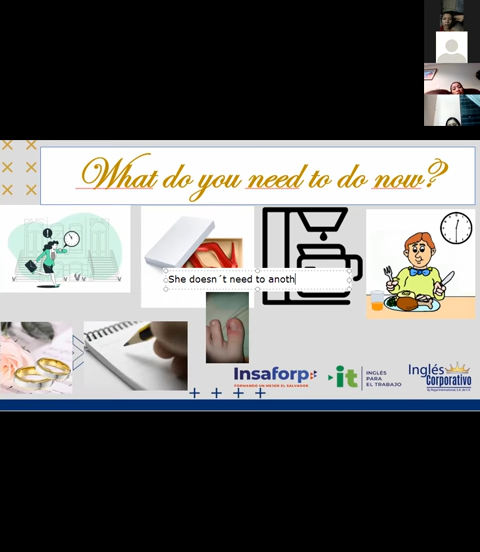 What do you need to do now?
She doesn´t need to anoth
Insaforp
FORMANDO UN MEJOR EL SALVADOR
it
INGLÉS
PARA
EL TRABAJO
Inglés
Corporativo